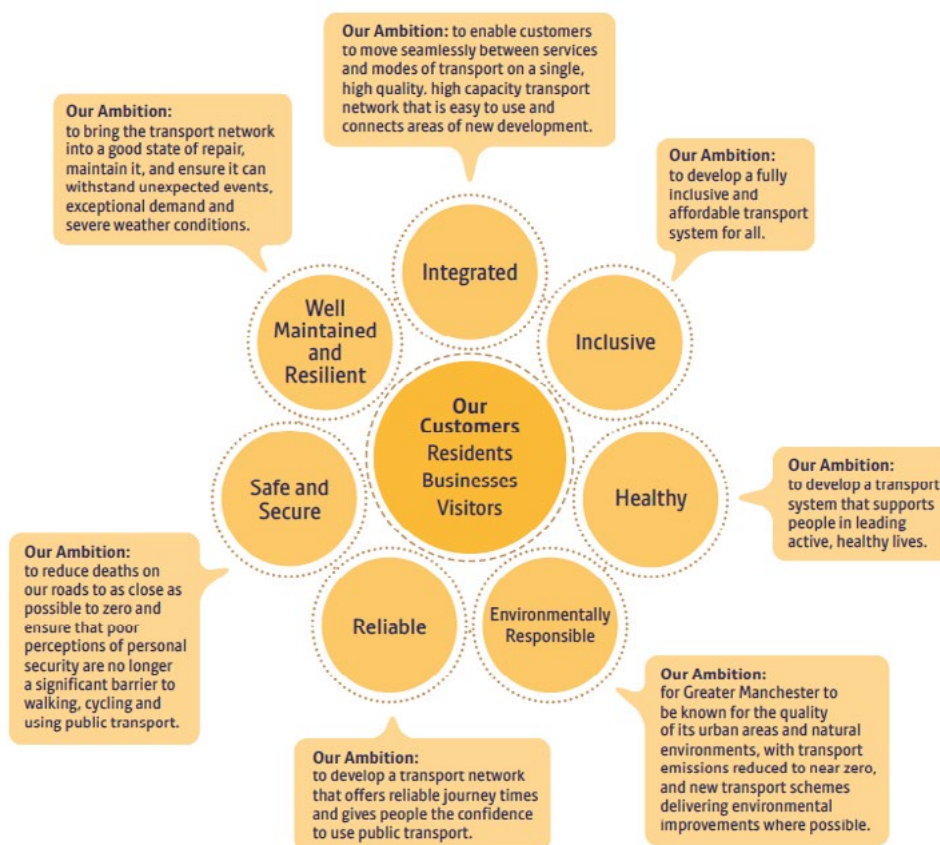 Our Ambition: to enable customers
to move seamlessly between services
and modes of transport on a single,
high quality, high capacity transport
network that is easy to use and
connects areas of new development.
Our Ambition:
to bring the transport network
into a good state of repair,
maintain it, and ensure it can
withstand unexpected events,
exceptional demand and
severe weather conditions.
Our Ambition:
to develop a fully
inclusive and
affordable transport
system for all.
Integrated
Well
Maintained
and
Resilient
Inclusive
Our
Customers
Residents
Businesses
Visitors
Safe and
Secure
Healthy
Our Ambition:
to develop a transport
system that supports
people in leading
active, healthy lives.
Our Ambition:
to reduce deaths on
our roads to as close as
possible to zero and
ensure that poor
perceptions of personal
security are no longer
a significant barrier to
walking, cycling and
using public transport.
Reliable
Environmentally
Responsible
Our Ambition:
to develop a transport network
that offers reliable journey times
and gives people the confidence
to use public transport.
Our Ambition:
for Greater Manchester to
be known for the quality
of its urban areas and natural
environments, with transport
emissions reduced to near zero,
and new transport schemes
delivering environmental
improvements where possible.